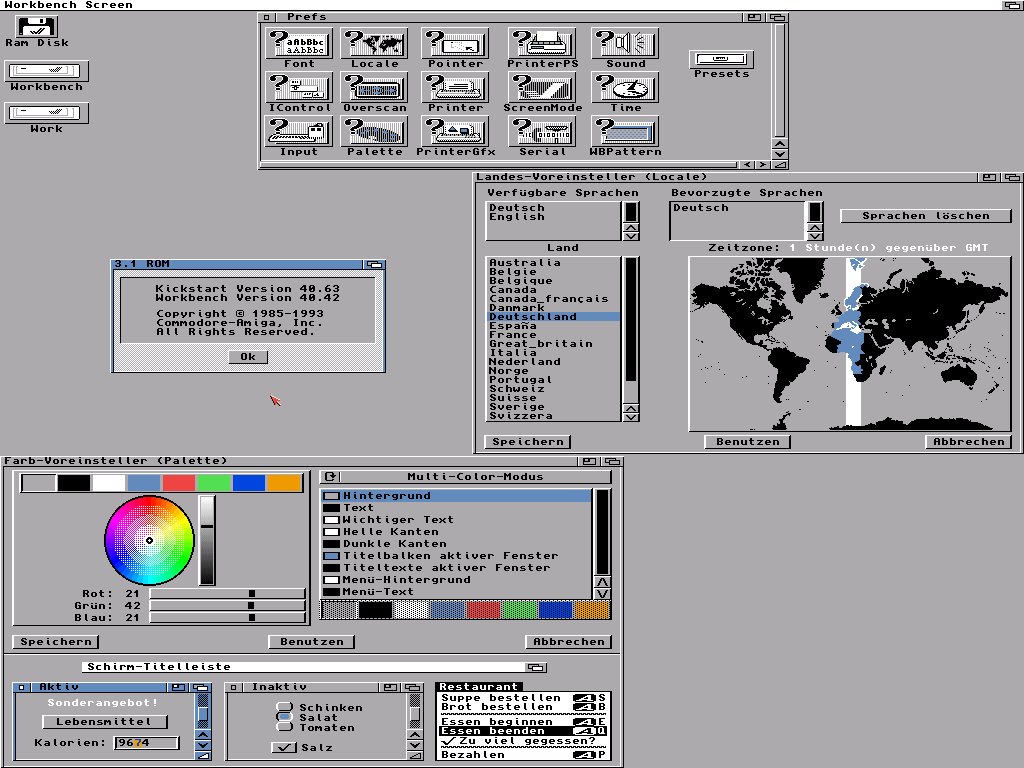 Workbench Screen
Ram Disk
Workbench
Work
Prefs
aABbBc
aABbBc
Font
Locale
Pointer
PrinterPS
Sound
Presets
IControl
Overscan
Printer
ScreenMode
Time
Input
Palette
PrinterGfx
Serial
WBPattern
Landes-Voreinsteller (Locale)
Verfügbare Sprachen
Bevorzugte Sprachen
Deutsch
English
Deutsch
Sprachen löschen
Land
Zeitzone: 1 Stunde(n) gegenüber GMT
Australia
Belgie
Belgique
Canada
Canada_français
Danmark
Deutschland
España
France
Great_britain
Italia
Nederland
Norge
Portugal
Schweiz
Suisse
Sverige
Svizzera
Speichern
Benutzen
Abbrechen
3.1 ROM
Kickstart Version 40.63
Workbench Version 40.42
Copyright © 1985-1993
Commodore-Amiga, Inc.
All Rights Reserved.
Ok
Farb-Voreinsteller (Palette)
Multi-Color-Modus
Hintergrund
Text
Wichtiger Text
Helle Kanten
Dunkle Kanten
Titelbalken aktiver Fenster
Titeltexte aktiver Fenster
Menü-Hintergrund
Menü-Text
Rot: 21
Grün: 42
Blau: 21
Speichern
Benutzen
Abbrechen
Schirm-Titelleiste
Aktiv
Sonderangebot!
Lebensmittel
Kalorien: 9674
Inaktiv
Schinken
Salat
Tomaten
Salz
Restaurant
Suppe bestellen A S
Brot bestellen A B
Essen beginnen A E
Essen beenden A Q
Zu viel gegessen?
Bezahlen A P